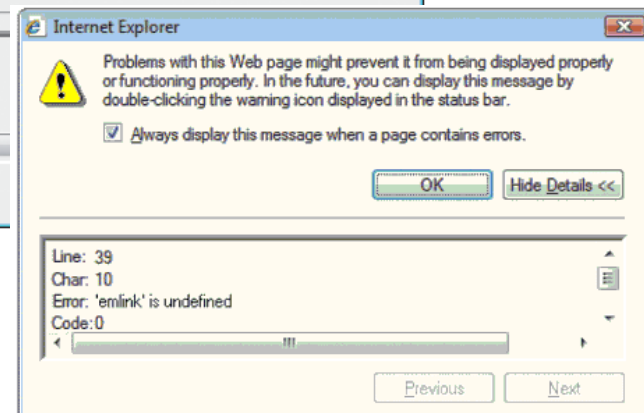 Internet Explorer
Problems with this Web page might prevent it from being displayed properly
or functioning properly. In the future, you can display this message by
double-clicking the warning icon displayed in the status bar.
Always display this message when a page contains errors.
OK
Hide Details <<
Line: 39
Char: 10
Error: 'emlink' is undefined
Code:0
Previous
Next